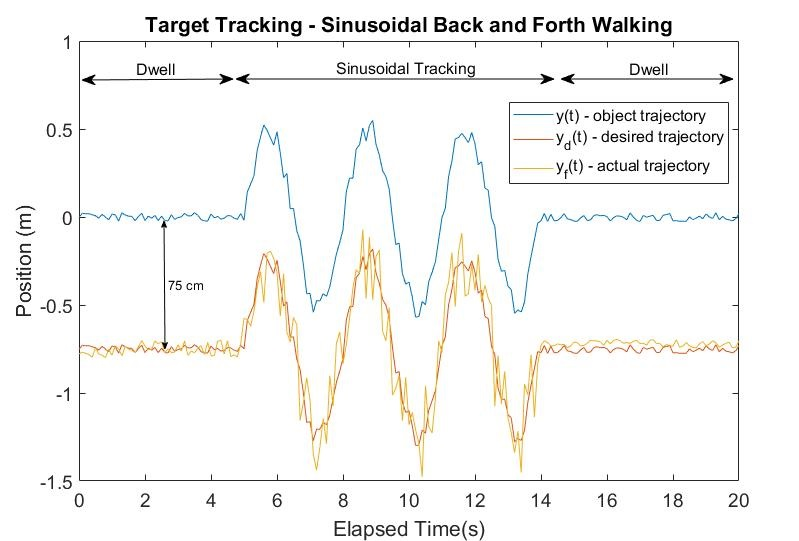 Target Tracking - Sinusoidal Back and Forth Walking
1
Dwell
Sinusoidal Tracking
Dwell
y(t) - object trajectory
y_d(t) - desired trajectory
y_f(t) - actual trajectory
0.5
0
75 cm
-0.5
-1
-1.5
Position (m)
0 2 4 6 8 10 12 14 16 18 20
Elapsed Time(s)